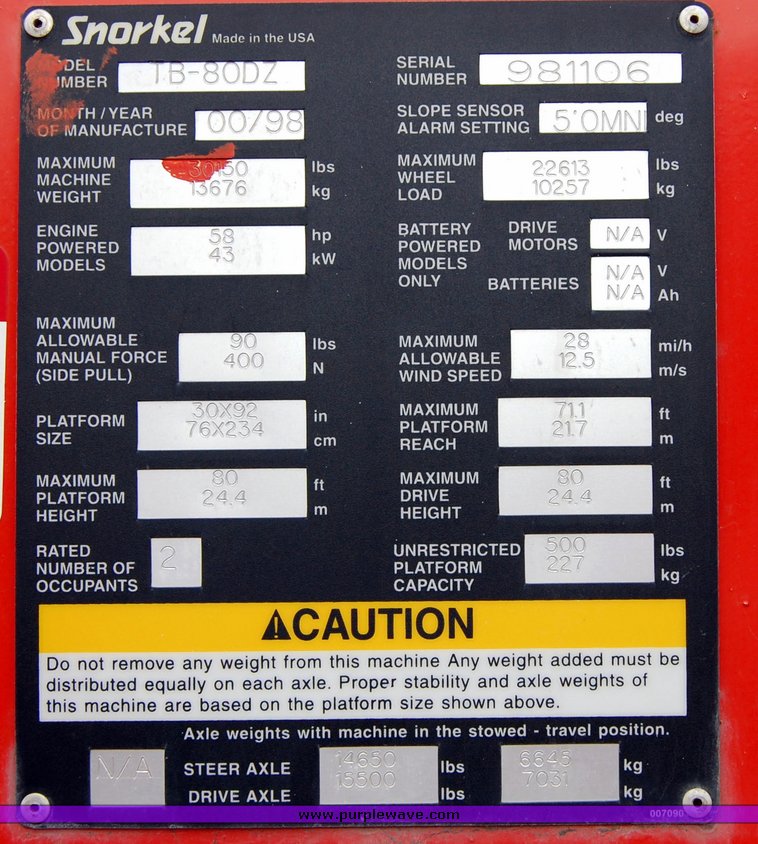 Snorkel Made in the USA
MODEL NUMBER TB-80DZ
SERIAL NUMBER 981106
MONTH / YEAR OF MANUFACTURE 00/98
SLOPE SENSOR ALARM SETTING 5°OMNI deg
MAXIMUM MACHINE WEIGHT 30150 lbs 13676 kg
MAXIMUM WHEEL LOAD 22613 lbs 10257 kg
ENGINE POWERED MODELS 58 hp 43 kW
BATTERY POWERED MODELS ONLY
DRIVE MOTORS N/A V
BATTERIES N/A V N/A Ah
MAXIMUM ALLOWABLE MANUAL FORCE (SIDE PULL) 90 lbs 400 N
MAXIMUM ALLOWABLE WIND SPEED 28 mi/h 12.5 m/s
PLATFORM SIZE 30X92 in 76X234 cm
MAXIMUM PLATFORM REACH 71.1 ft 21.7 m
MAXIMUM PLATFORM HEIGHT 80 ft 24.4 m
MAXIMUM DRIVE HEIGHT 80 ft 24.4 m
RATED NUMBER OF OCCUPANTS 2
UNRESTRICTED PLATFORM CAPACITY 500 lbs 227 kg
CAUTION
Do not remove any weight from this machine Any weight added must be
distributed equally on each axle. Proper stability and axle weights of
this machine are based on the platform size shown above.
Axle weights with machine in the stowed - travel position.
N/A
STEER AXLE 14650 lbs 6645 kg
DRIVE AXLE 15500 lbs 7031 kg
www.purplewave.com
007090